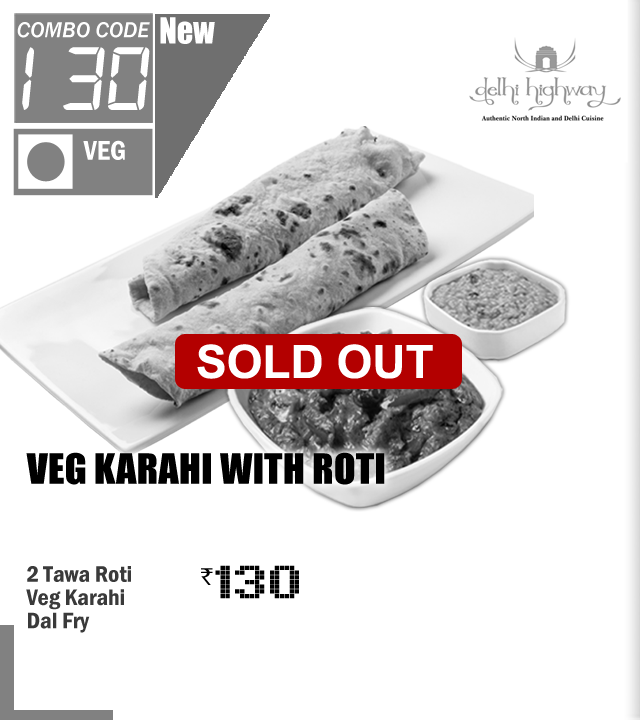 COMBO CODE
130
New
VEG
delhi highway
Authentic North Indian and Delhi Cuisine
SOLD OUT
VEG KARAHI WITH ROTI
2 Tawa Roti
Veg Karahi
Dal Fry
₹130